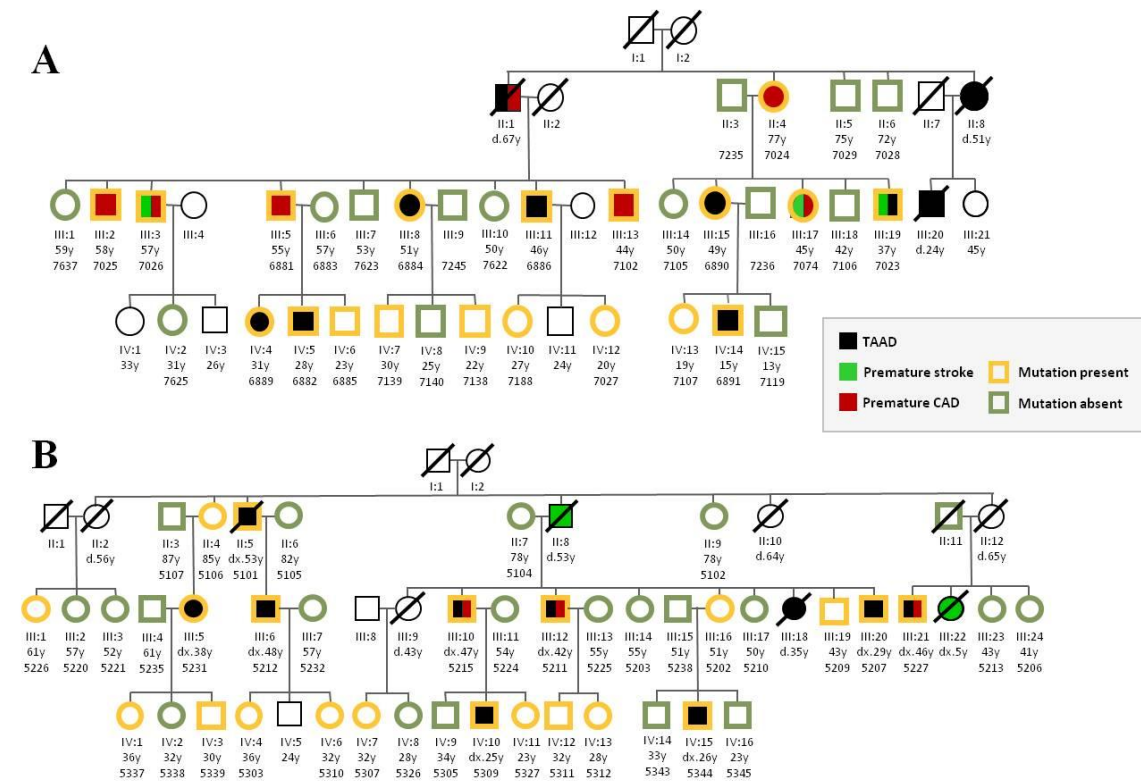 A
I:1 I:2
II:1 II:2 II:3 II:4 II:5 II:6 II:7 II:8
d.67y 77y 75y 72y d.51y
7235 7024 7029 7028
III:1 III:2 III:3 III:4 III:5 III:6 III:7 III:8 III:9 III:10 III:11 III:12 III:13 III:14 III:15 III:16 III:17 III:18 III:19 III:20 III:21
59y 58y 57y 55y 57y 53y 51y 50y 46y 44y 50y 49y 45y 42y 37y d.24y 45y
7637 7025 7026 6881 6883 7623 6884 7245 7622 6886 7102 7105 6890 7236 7074 7106 7023
IV:1 IV:2 IV:3 IV:4 IV:5 IV:6 IV:7 IV:8 IV:9 IV:10 IV:11 IV:12 IV:13 IV:14 IV:15
33y 31y 26y 31y 28y 23y 30y 25y 22y 27y 24y 20y 19y 15y 13y
7625 6889 6882 6885 7139 7140 7138 7188 7027 7107 6891 7119
TAAD
Premature stroke Mutation present
Premature CAD Mutation absent
B
I:1 I:2
II:1 II:2 II:3 II:4 II:5 II:6 II:7 II:8 II:9 II:10 II:11 II:12
d.56y 87y 85y dx.53y 82y 78y d.53y 78y d.64y d.65y
5107 5106 5101 5105 5104 5102
III:1 III:2 III:3 III:4 III:5 III:6 III:7 III:8 III:9 III:10 III:11 III:12 III:13 III:14 III:15 III:16 III:17 III:18 III:19 III:20 III:21 III:22 III:23 III:24
61y 57y 52y 61y dx.38y dx.48y 57y d.43y dx.47y 54y dx.42y 55y 55y 51y 51y 50y d.35y 43y dx.29y dx.46y dx.5y 43y 41y
5226 5220 5221 5235 5231 5212 5232 5215 5224 5211 5225 5203 5238 5202 5210 5209 5207 5227 5213 5206
IV:1 IV:2 IV:3 IV:4 IV:5 IV:6 IV:7 IV:8 IV:9 IV:10 IV:11 IV:12 IV:13 IV:14 IV:15 IV:16
36y 32y 30y 36y 24y 32y 32y 28y 34y dx.25y 23y 32y 28y 33y dx.26y 23y
5337 5338 5339 5303 5310 5307 5326 5305 5309 5327 5311 5312 5343 5344 5345